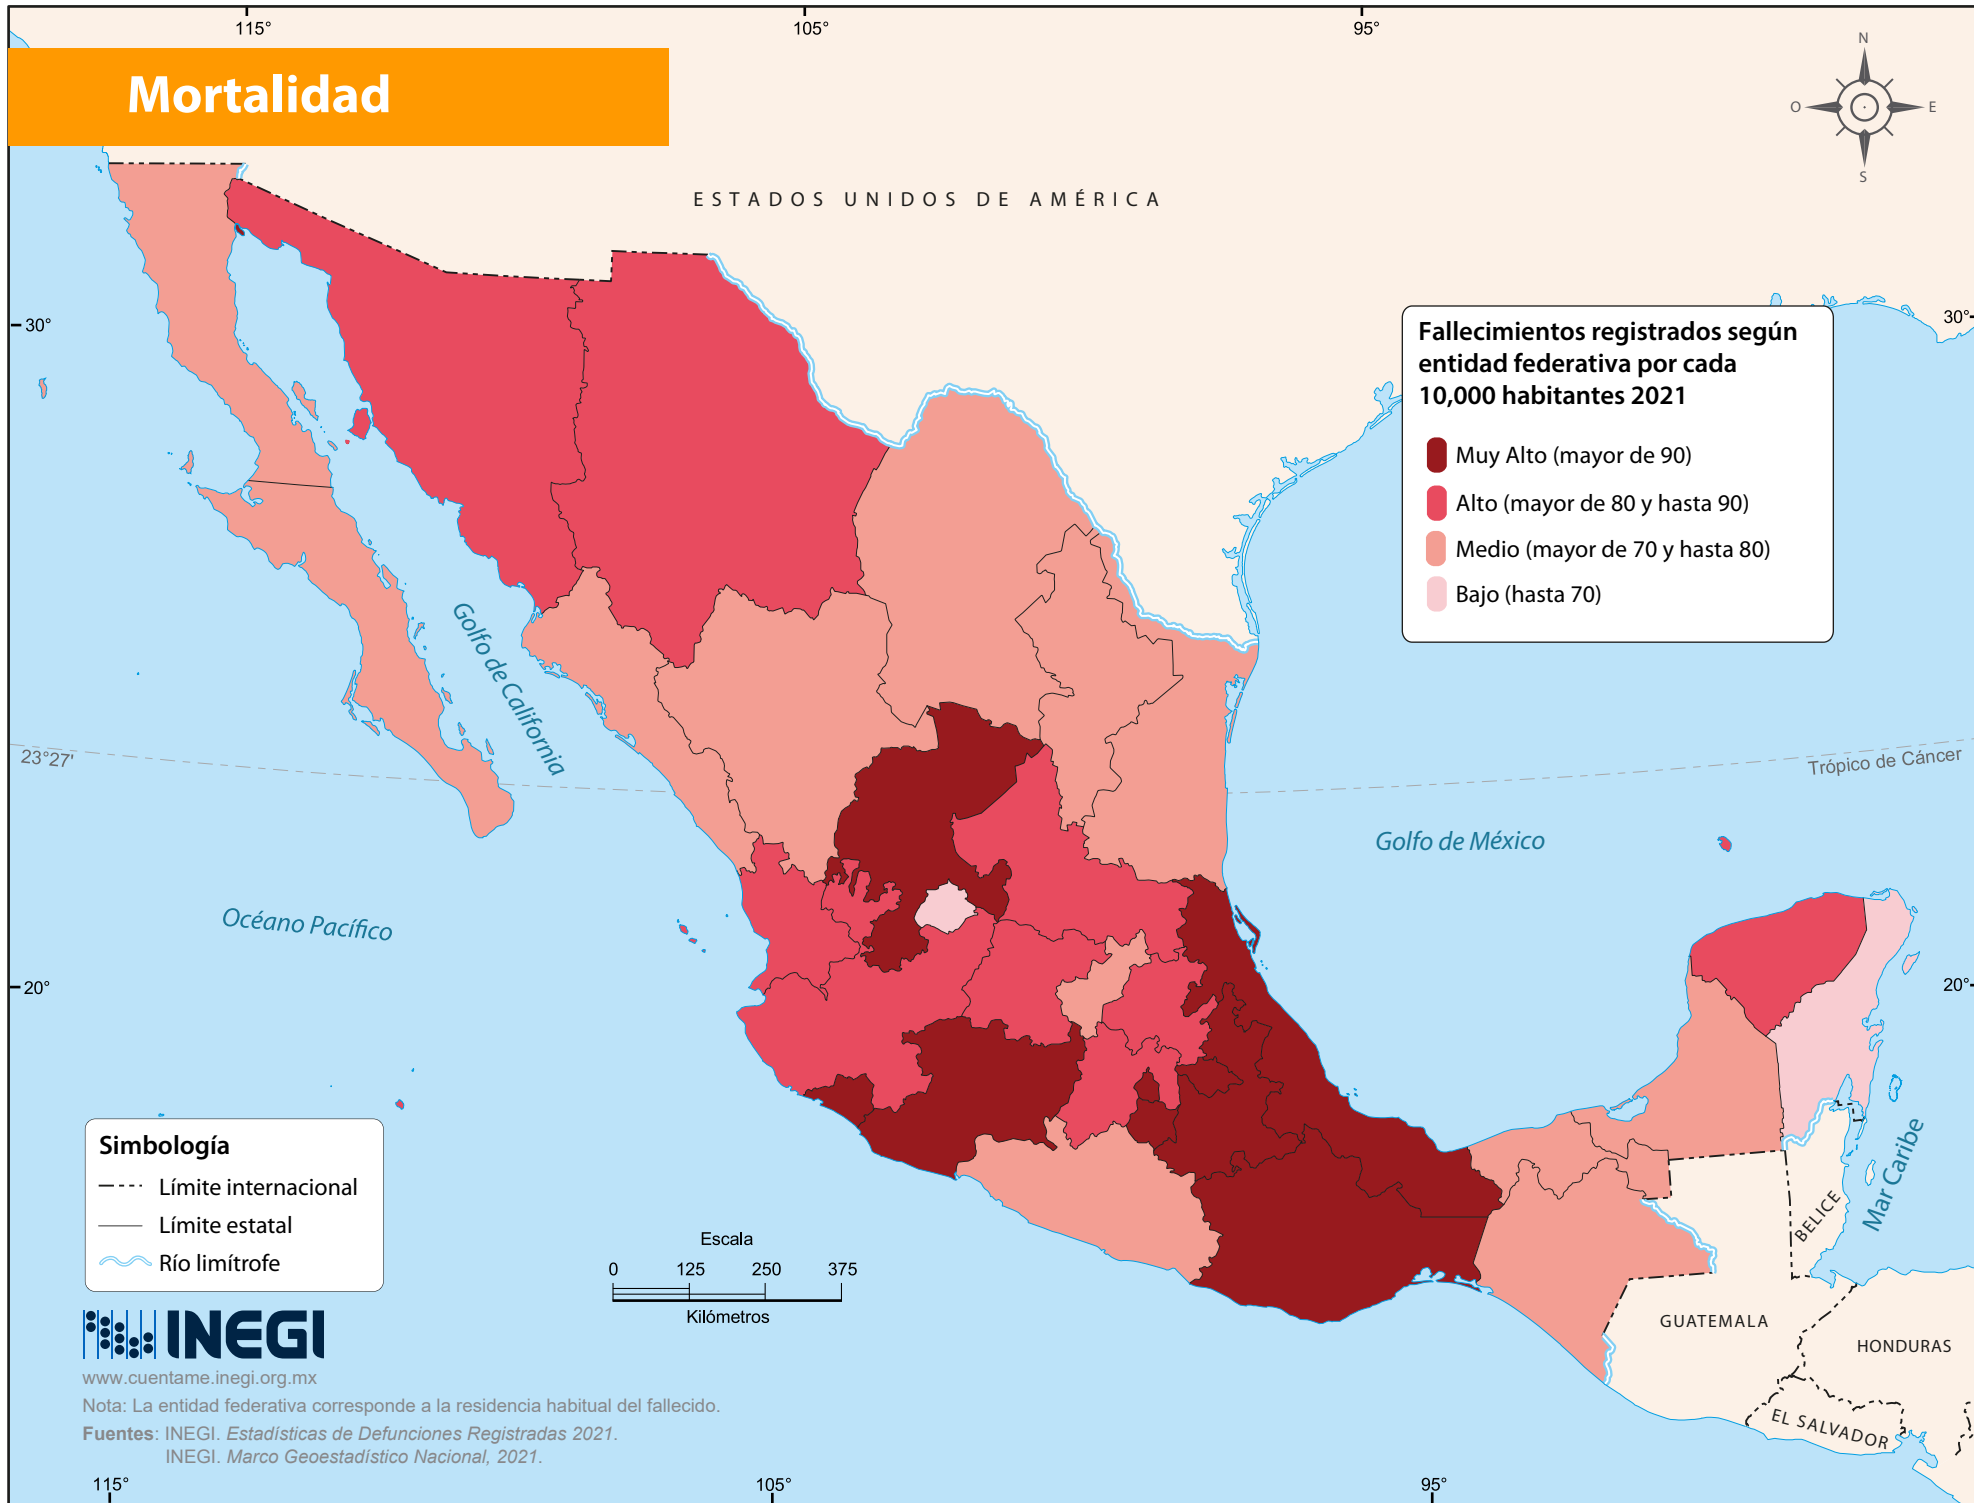 115°
105°
95°
Mortalidad
N
O
E
S
ESTADOS UNIDOS DE AMÉRICA
30°
30°
Fallecimientos registrados según
entidad federativa por cada
10,000 habitantes 2021
Muy Alto (mayor de 90)
Alto (mayor de 80 y hasta 90)
Medio (mayor de 70 y hasta 80)
Bajo (hasta 70)
Golfo de California
23°27'
Trópico de Cáncer
Golfo de México
Océano Pacífico
20°
20°
Simbología
Límite internacional
Límite estatal
Río limítrofe
Escala
0 125 250 375
Kilómetros
Mar Caribe
BELICE
GUATEMALA
HONDURAS
EL SALVADOR
INEGI
www.cuentame.inegi.org.mx
Nota: La entidad federativa corresponde a la residencia habitual del fallecido.
Fuentes: INEGI. Estadísticas de Defunciones Registradas 2021.
INEGI. Marco Geoestadístico Nacional, 2021.
115°
105°
95°